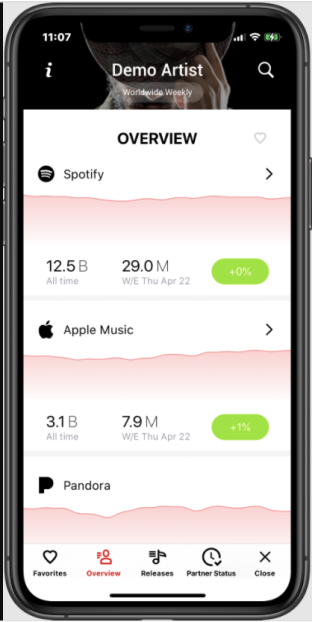 11:07
i
Demo Artist
Worldwide Weekly
OVERVIEW
Spotify
12.5 B
29.0 M
+0%
All time
W/E Thu Apr 22
Apple Music
3.1 B
7.9 M
+1%
All time
W/E Thu Apr 22
Pandora
Favorites
Overview
Releases
Partner Status
Close